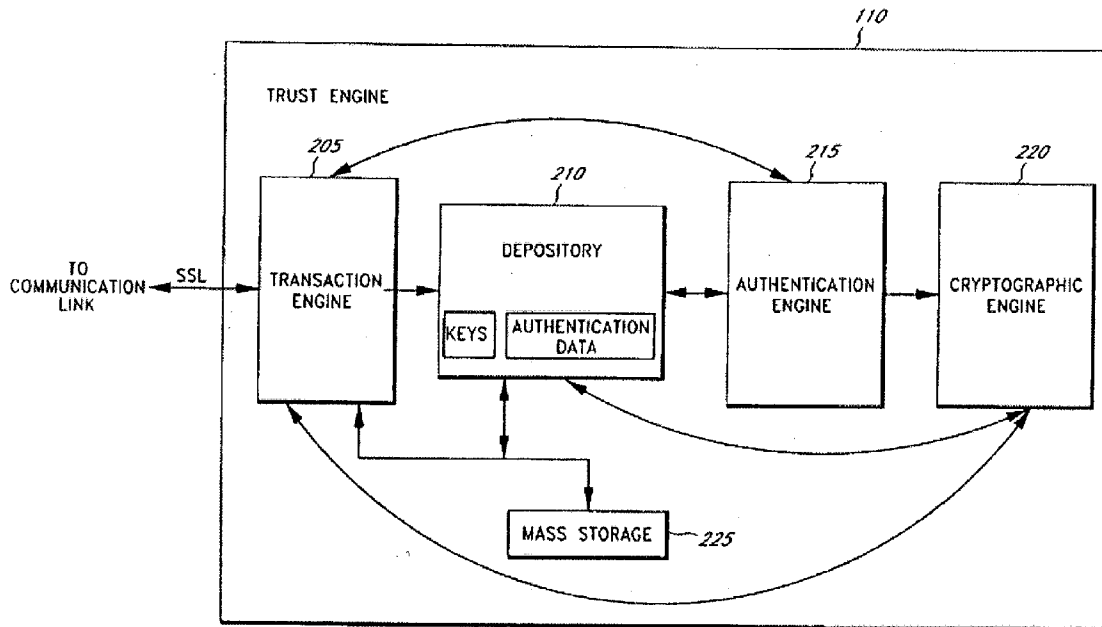 110
TRUST ENGINE
205
210
215
220
TO
COMMUNICATION
LINK
SSL
TRANSACTION
ENGINE
DEPOSITORY
KEYS
AUTHENTICATION
DATA
AUTHENTICATION
ENGINE
CRYPTOGRAPHIC
ENGINE
MASS STORAGE
225